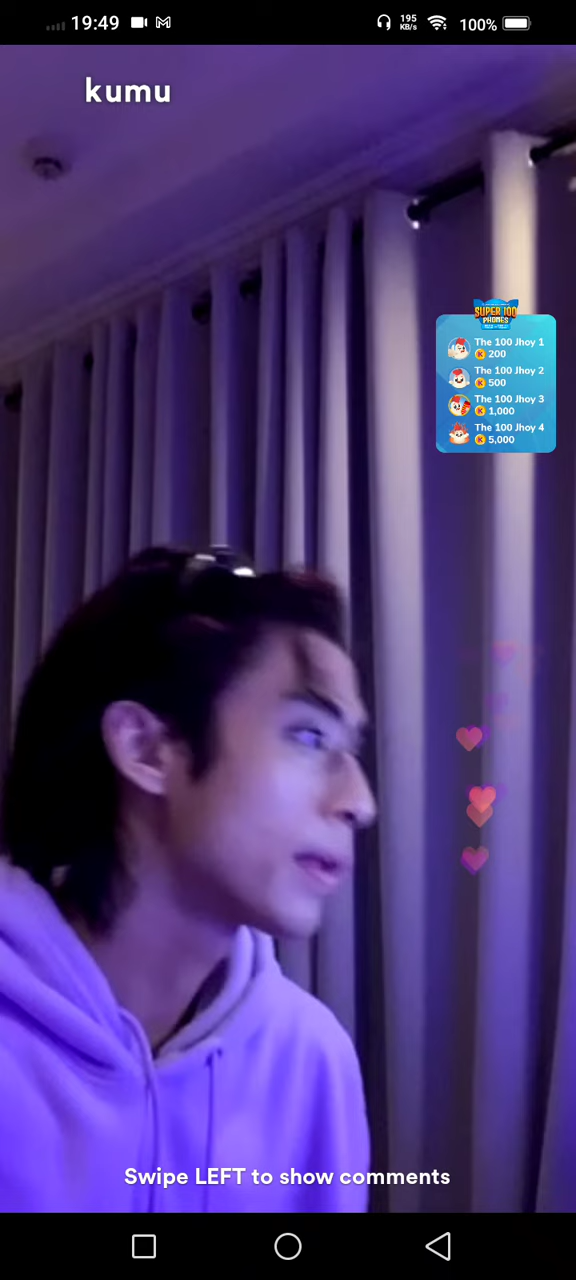 19:49
195
KB/s
100%
kumu
SUPER 100
PHOMES
The 100 Jhoy 1
K 200
The 100 Jhoy 2
K 500
The 100 Jhoy 3
K 1,000
The 100 Jhoy 4
K 5,000
Swipe LEFT to show comments